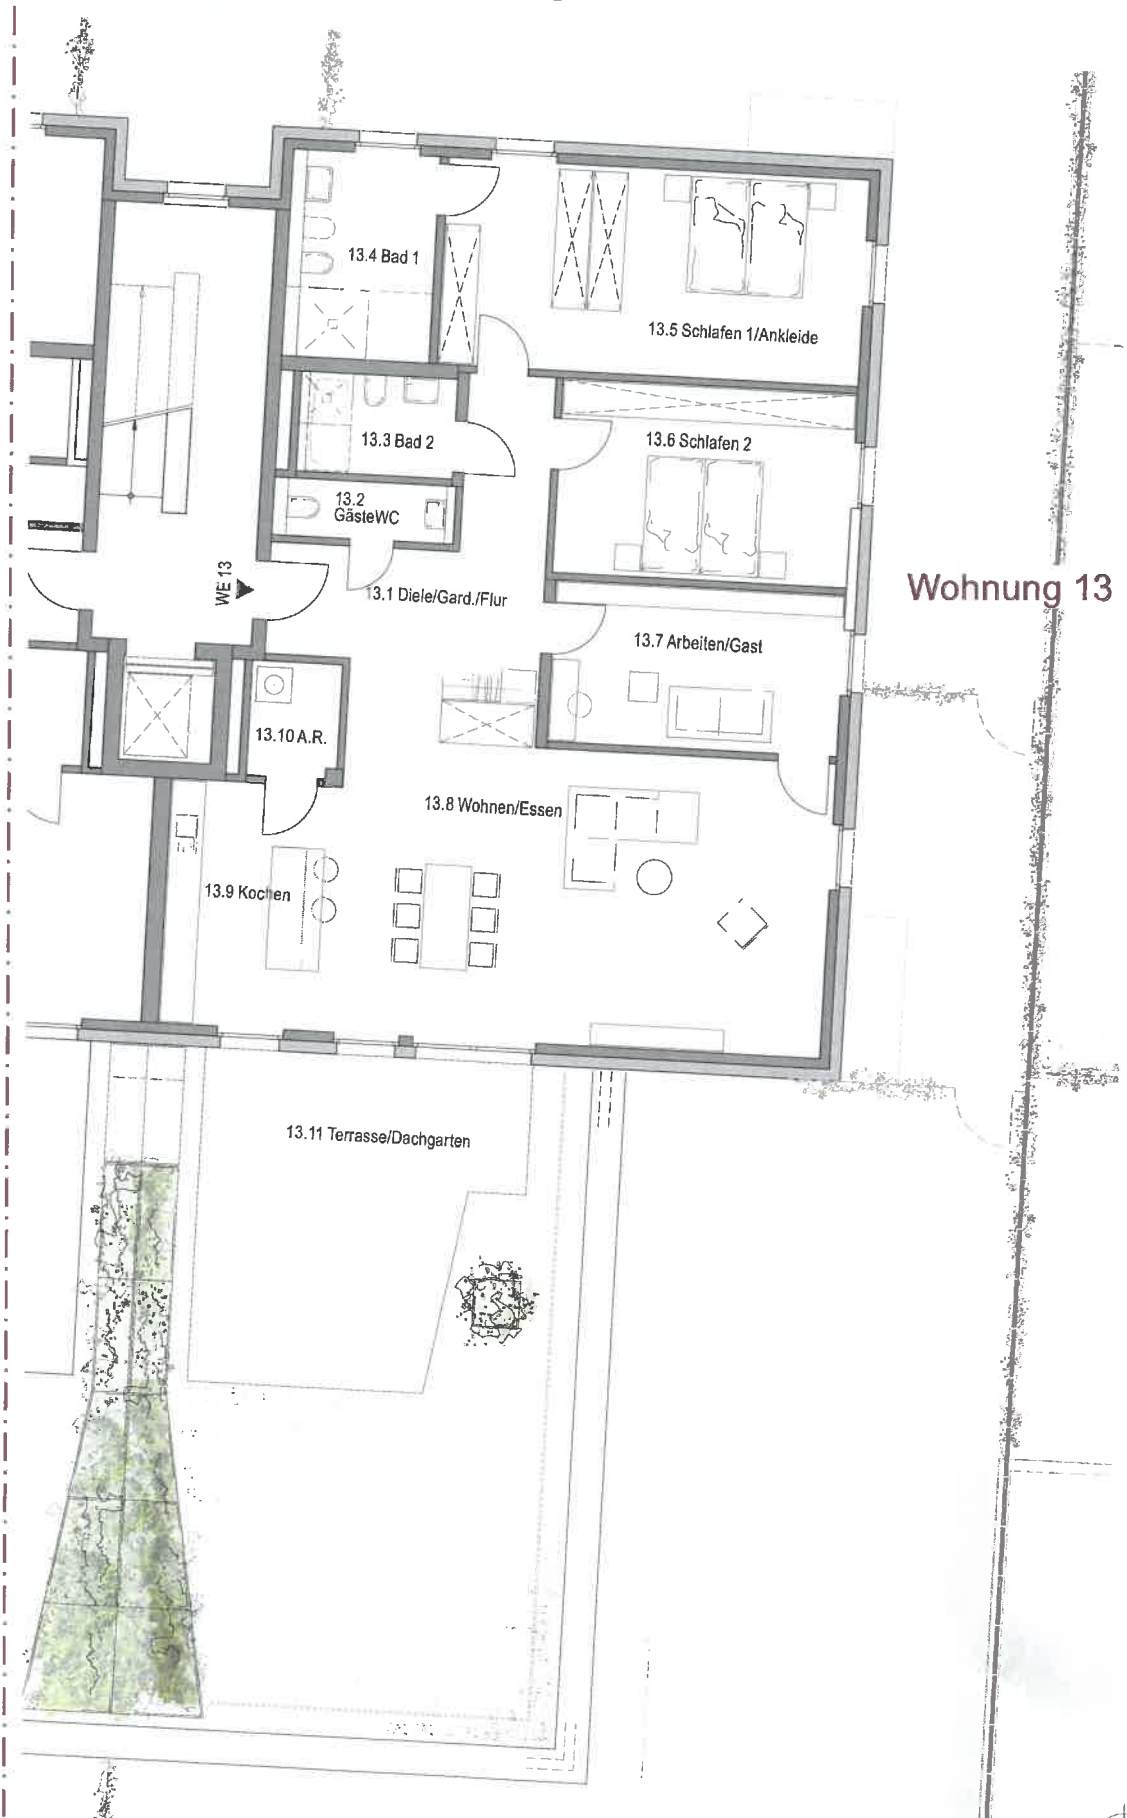 13.4 Bad 1
13.5 Schlafen 1/Ankleide
13.3 Bad 2
13.6 Schlafen 2
13.2
GästeWC
WE 13
13.1 Diele/Gard./Flur
Wohnung 13
13.7 Arbeiten/Gast
13.10 A.R.
13.8 Wohnen/Essen
13.9 Kochen
13.11 Terrasse/Dachgarten